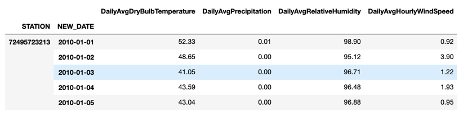 DailyAvgDryBulbTemperature DailyAvgPrecipitation DailyAvgRelativeHumidity DailyAvgHourlyWindSpeed
STATION NEW_DATE
72495723213 2010-01-01 52.33 0.01 98.90 0.92
2010-01-02 48.65 0.00 95.12 3.90
2010-01-03 41.05 0.00 96.71 1.22
2010-01-04 43.59 0.00 96.48 1.93
2010-01-05 43.04 0.00 96.88 0.95